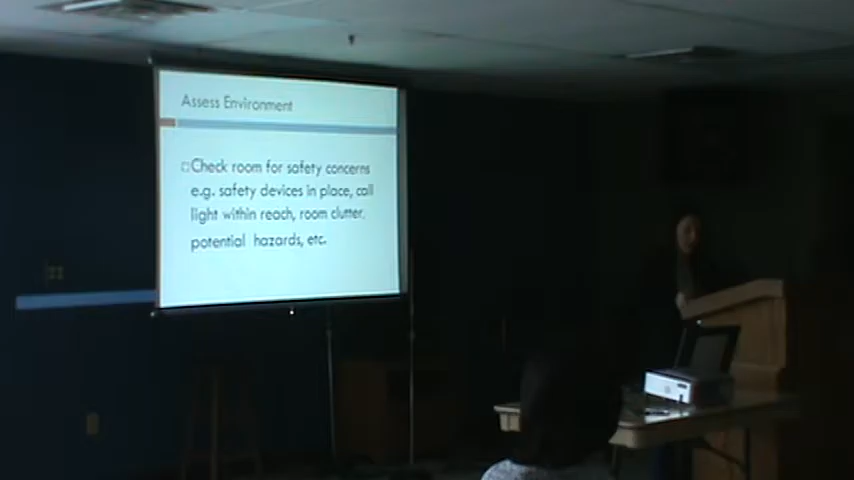 Assess Environment
Check room for safety concerns
e.g. safety devices in place, call
light within reach, room clutter,
potential hazards, etc.